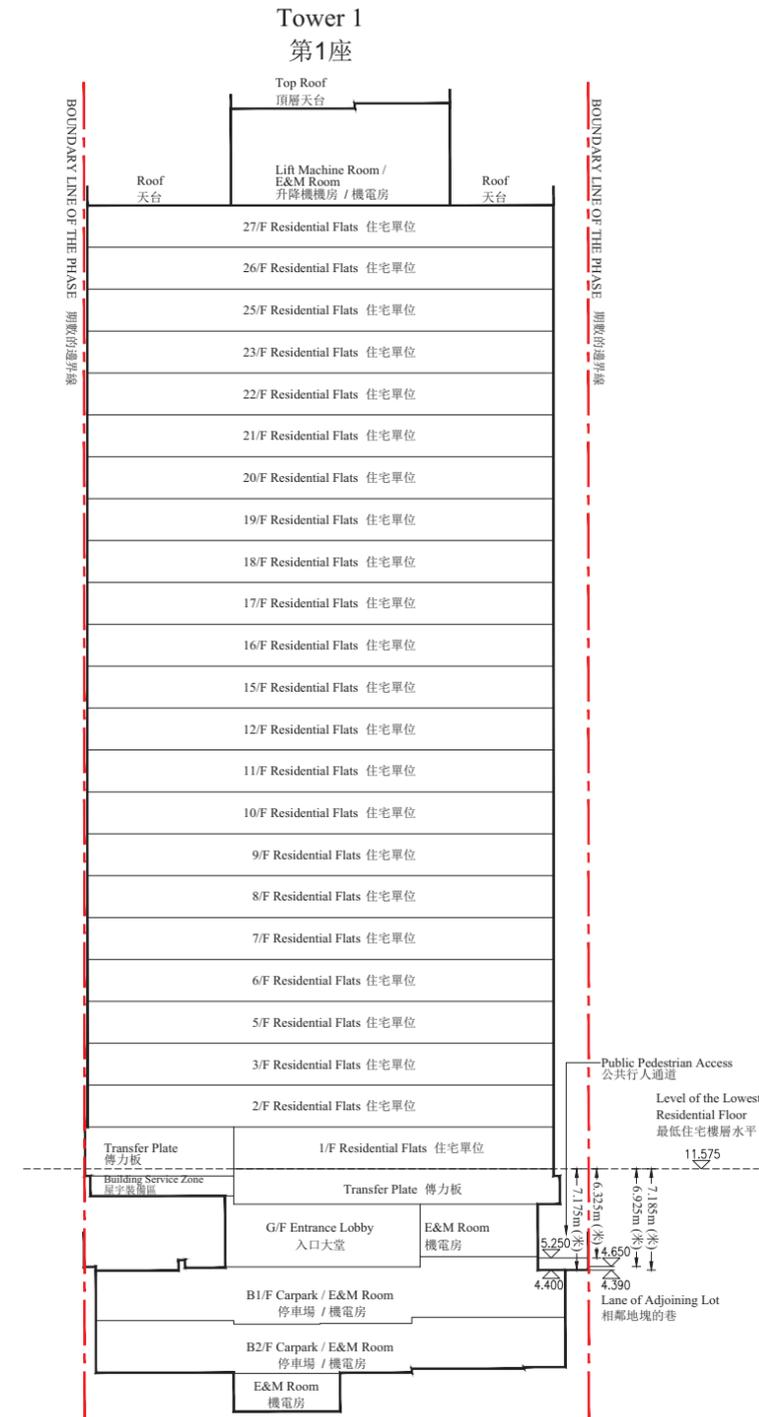 Tower 1
第1座
Top Roof
頂層天台
BOUNDARY LINE OF THE PHASE 期數的邊界線
BOUNDARY LINE OF THE PHASE 期數的邊界線
Roof
天台
Lift Machine Room /
E&M Room
升降機機房 / 機電房
Roof
天台
27/F Residential Flats 住宅單位
26/F Residential Flats 住宅單位
25/F Residential Flats 住宅單位
23/F Residential Flats 住宅單位
22/F Residential Flats 住宅單位
21/F Residential Flats 住宅單位
20/F Residential Flats 住宅單位
19/F Residential Flats 住宅單位
18/F Residential Flats 住宅單位
17/F Residential Flats 住宅單位
16/F Residential Flats 住宅單位
15/F Residential Flats 住宅單位
12/F Residential Flats 住宅單位
11/F Residential Flats 住宅單位
10/F Residential Flats 住宅單位
9/F Residential Flats 住宅單位
8/F Residential Flats 住宅單位
7/F Residential Flats 住宅單位
6/F Residential Flats 住宅單位
5/F Residential Flats 住宅單位
3/F Residential Flats 住宅單位
2/F Residential Flats 住宅單位
Public Pedestrian Access
公共行人通道
Level of the Lowest
Residential Floor
最低住宅樓層水平
11.575
Transfer Plate
傳力板
1/F Residential Flats 住宅單位
Building Service Zone
屋宇裝備區
Transfer Plate 傳力板
7.175m (米)
6.325m (米)
6.925m (米)
7.185m (米)
G/F Entrance Lobby
入口大堂
E&M Room
機電房
5.250
4.650
4.400
4.390
Lane of Adjoining Lot
相鄰地塊的巷
B1/F Carpark / E&M Room
停車場 / 機電房
B2/F Carpark / E&M Room
停車場 / 機電房
E&M Room
機電房